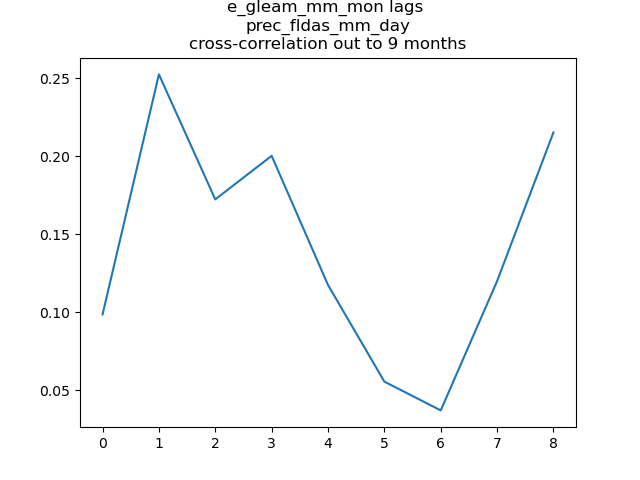 e_gleam_mm_mon lags
prec_fldas_mm_day
cross-correlation out to 9 months
0.25
0.20
0.15
0.10
0.05
0 1 2 3 4 5 6 7 8